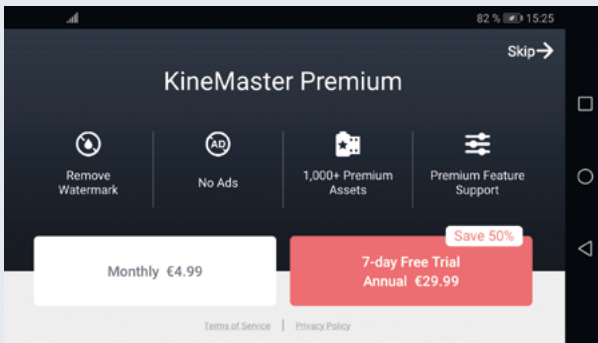 82 % 15:25
Skip
KineMaster Premium
AD
Remove
Watermark
No Ads
1,000+ Premium
Assets
Premium Feature
Support
Save 50%
Monthly €4.99
7-day Free Trial
Annual €29.99
Terms of Service | Privacy Policy